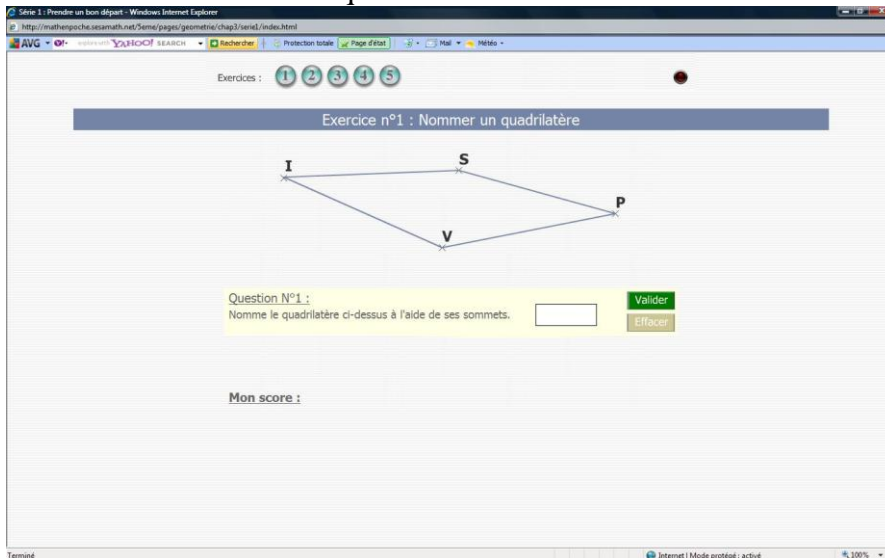 Série 1 : Prendre un bon départ - Windows Internet Explorer
http://mathenpoche.sesamath.net/5eme/pages/geometrie/chap3/serie1/index.html
AVG YAHOO! SEARCH Rechercher Protection totale Page d'état Mail Météo
Exercices : 1 2 3 4 5
Exercice n°1 : Nommer un quadrilatère
I
S
P
V
Question N°1 :
Nomme le quadrilatère ci-dessus à l'aide de ses sommets.
Valider
Effacer
Mon score :
Terminé
Internet | Mode protégé : activé
100%